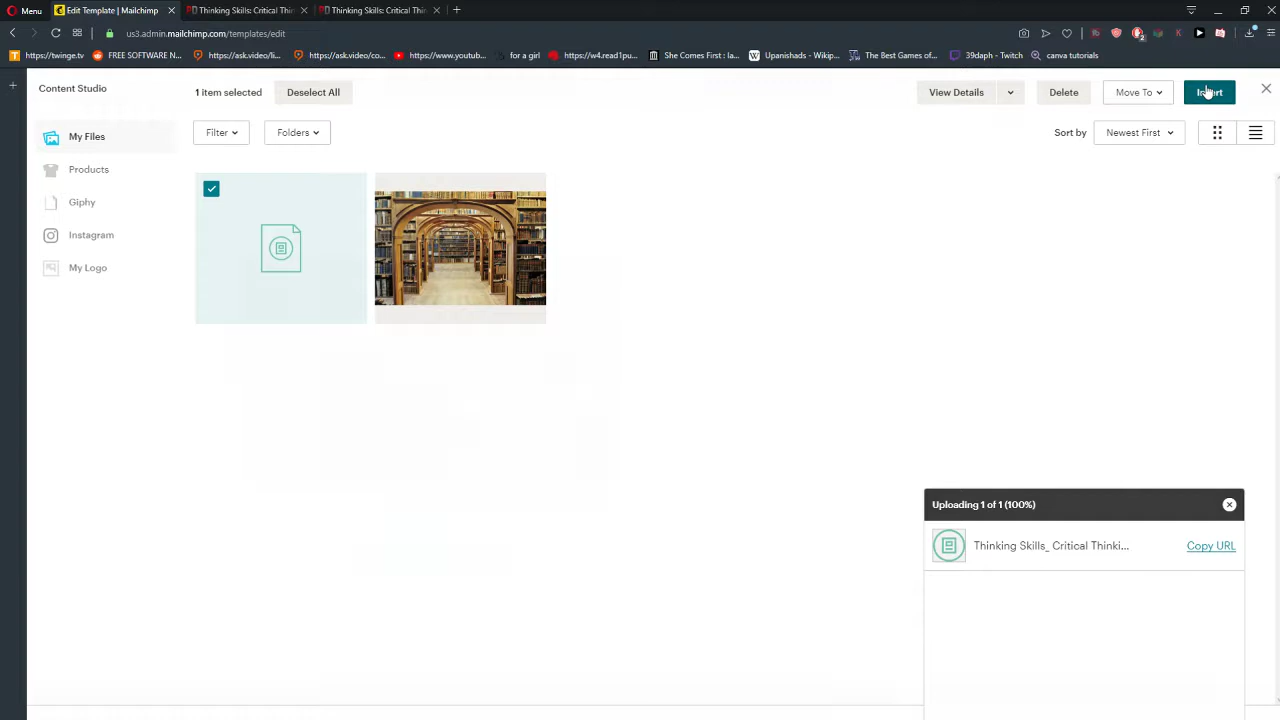 Menu
Edit Template | Mailchimp
Thinking Skills: Critical Thin
Thinking Skills: Critical Thin
us3.admin.mailchimp.com/templates/edit
https://twinge.tv
FREE SOFTWARE N...
https://ask.video/li...
https://ask.video/co...
https://www.youtub...
for a girl
https://w4.read1pu...
She Comes First : la...
Upanishads - Wikip...
The Best Games of...
39daph - Twitch
canva tutorials
Content Studio
1 item selected
Deselect All
View Details
Delete
Move To
Insert
My Files
Filter
Folders
Sort by
Newest First
Products
Giphy
Instagram
My Logo
Uploading 1 of 1 (100%)
Thinking Skills_ Critical Thinki...
Copy URL